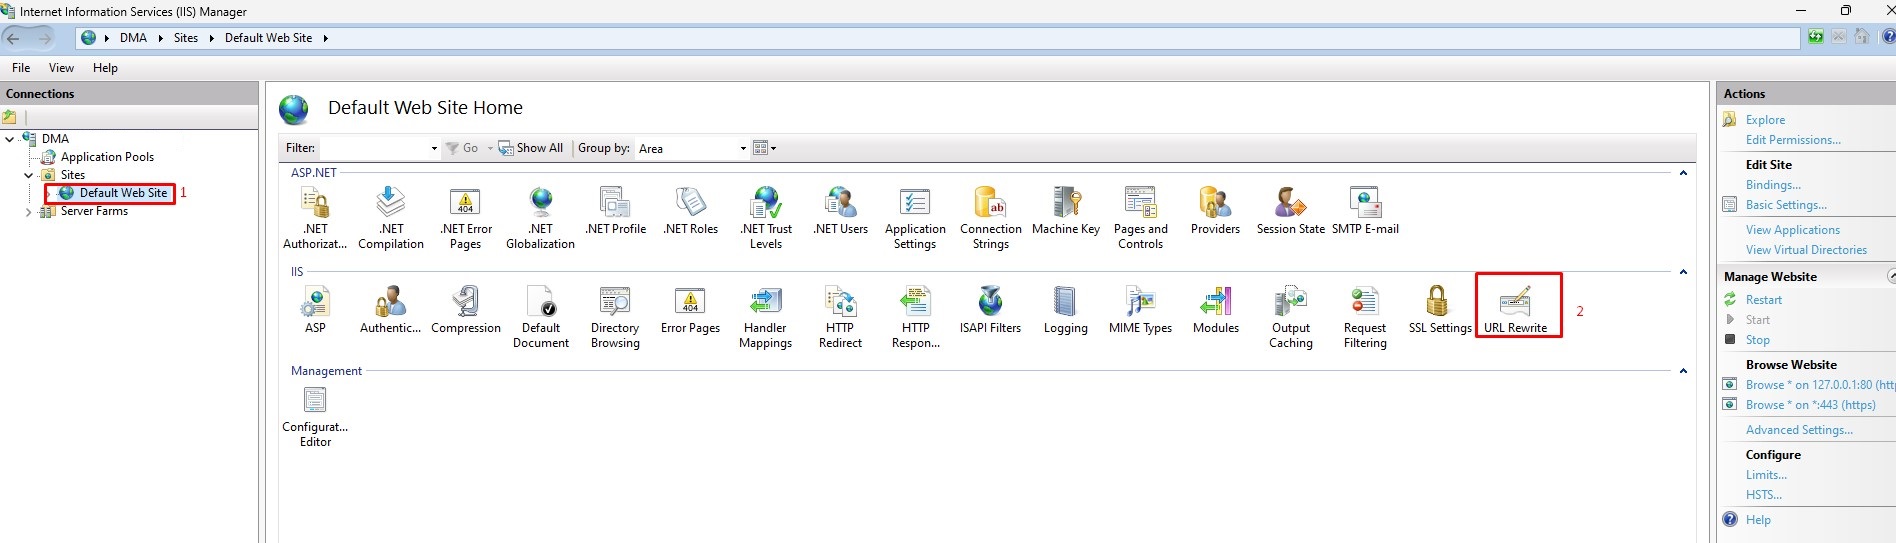 Internet Information Services (IIS) Manager
DMA Sites Default Web Site
File View Help
Connections
DMA
Application Pools
Sites
Default Web Site 1
Server Farms
Default Web Site Home
Filter: Go Show All Group by: Area
ASP.NET
.NET Authorizat...
.NET Compilation
.NET Error Pages
.NET Globalization
.NET Profile
.NET Roles
.NET Trust Levels
.NET Users
Application Settings
Connection Strings
Machine Key
Pages and Controls
Providers
Session State
SMTP E-mail
IIS
ASP
Authentic...
Compression
Default Document
Directory Browsing
Error Pages
Handler Mappings
HTTP Redirect
HTTP Respon...
ISAPI Filters
Logging
MIME Types
Modules
Output Caching
Request Filtering
SSL Settings
URL Rewrite
2
Management
Configurat... Editor
Actions
Explore
Edit Permissions...
Edit Site
Bindings...
Basic Settings...
View Applications
View Virtual Directories
Manage Website
Restart
Start
Stop
Browse Website
Browse * on 127.0.0.1:80 (http
Browse * on *:443 (https)
Advanced Settings...
Configure
Limits...
HSTS...
Help